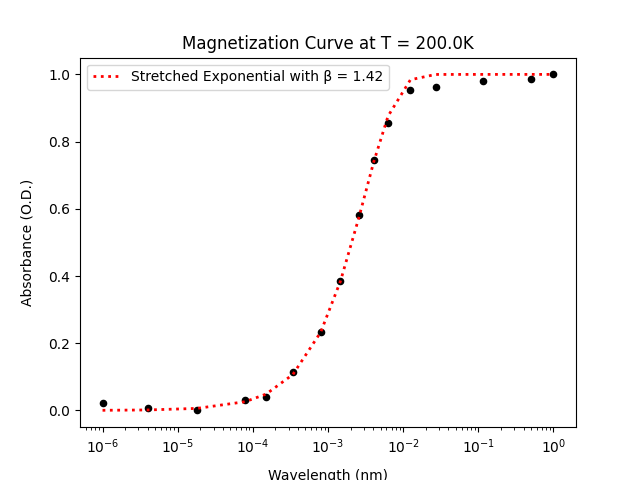 Magnetization Curve at T = 200.0K
Stretched Exponential with β = 1.42
Absorbance (O.D.)
1.0
0.8
0.6
0.4
0.2
0.0
10⁻⁶ 10⁻⁵ 10⁻⁴ 10⁻³ 10⁻² 10⁻¹ 10⁰
Wavelength (nm)